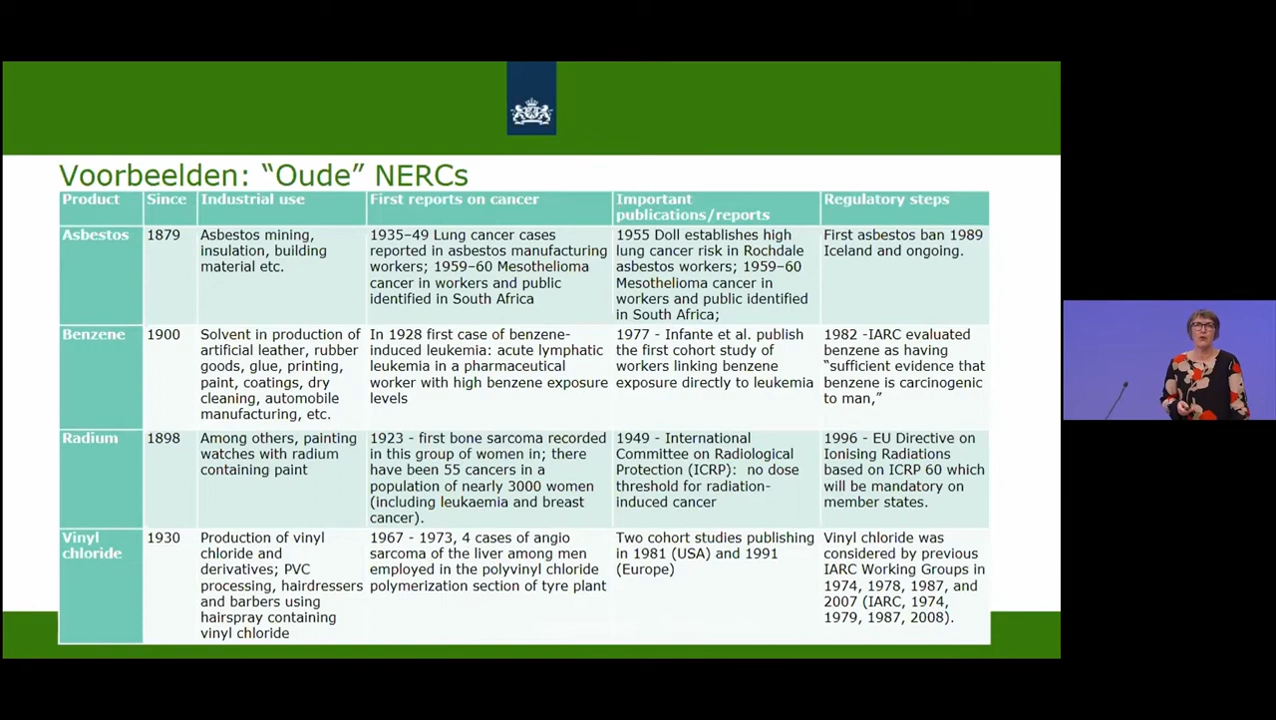 Voorbeelden: “Oude” NERCs
Product
Since
Industrial use
First reports on cancer
Important
publications/reports
Regulatory steps
Asbestos
1879
Asbestos mining,
insulation, building
material etc.
1935–49 Lung cancer cases
reported in asbestos manufacturing
workers; 1959–60 Mesothelioma
cancer in workers and public
identified in South Africa
1955 Doll establishes high
lung cancer risk in Rochdale
asbestos workers; 1959–60
Mesothelioma cancer in
workers and public identified
in South Africa;
First asbestos ban 1989
Iceland and ongoing.
Benzene
1900
Solvent in production of
artificial leather, rubber
goods, glue, printing,
paint, coatings, dry
cleaning, automobile
manufacturing, etc.
In 1928 first case of benzene-
induced leukemia: acute lymphatic
leukemia in a pharmaceutical
worker with high benzene exposure
levels
1977 - Infante et al. publish
the first cohort study of
workers linking benzene
exposure directly to leukemia
1982 -IARC evaluated
benzene as having
“sufficient evidence that
benzene is carcinogenic
to man,”
Radium
1898
Among others, painting
watches with radium
containing paint
1923 - first bone sarcoma recorded
in this group of women in; there
have been 55 cancers in a
population of nearly 3000 women
(including leukaemia and breast
cancer).
1949 - International
Committee on Radiological
Protection (ICRP): no dose
threshold for radiation-
induced cancer
1996 - EU Directive on
Ionising Radiations
based on ICRP 60 which
will be mandatory on
member states.
Vinyl
chloride
1930
Production of vinyl
chloride and
derivatives; PVC
processing, hairdressers
and barbers using
hairspray containing
vinyl chloride
1967 - 1973, 4 cases of angio
sarcoma of the liver among men
employed in the polyvinyl chloride
polymerization section of tyre plant
Two cohort studies publishing
in 1981 (USA) and 1991
(Europe)
Vinyl chloride was
considered by previous
IARC Working Groups in
1974, 1978, 1987, and
2007 (IARC, 1974,
1979, 1987, 2008).